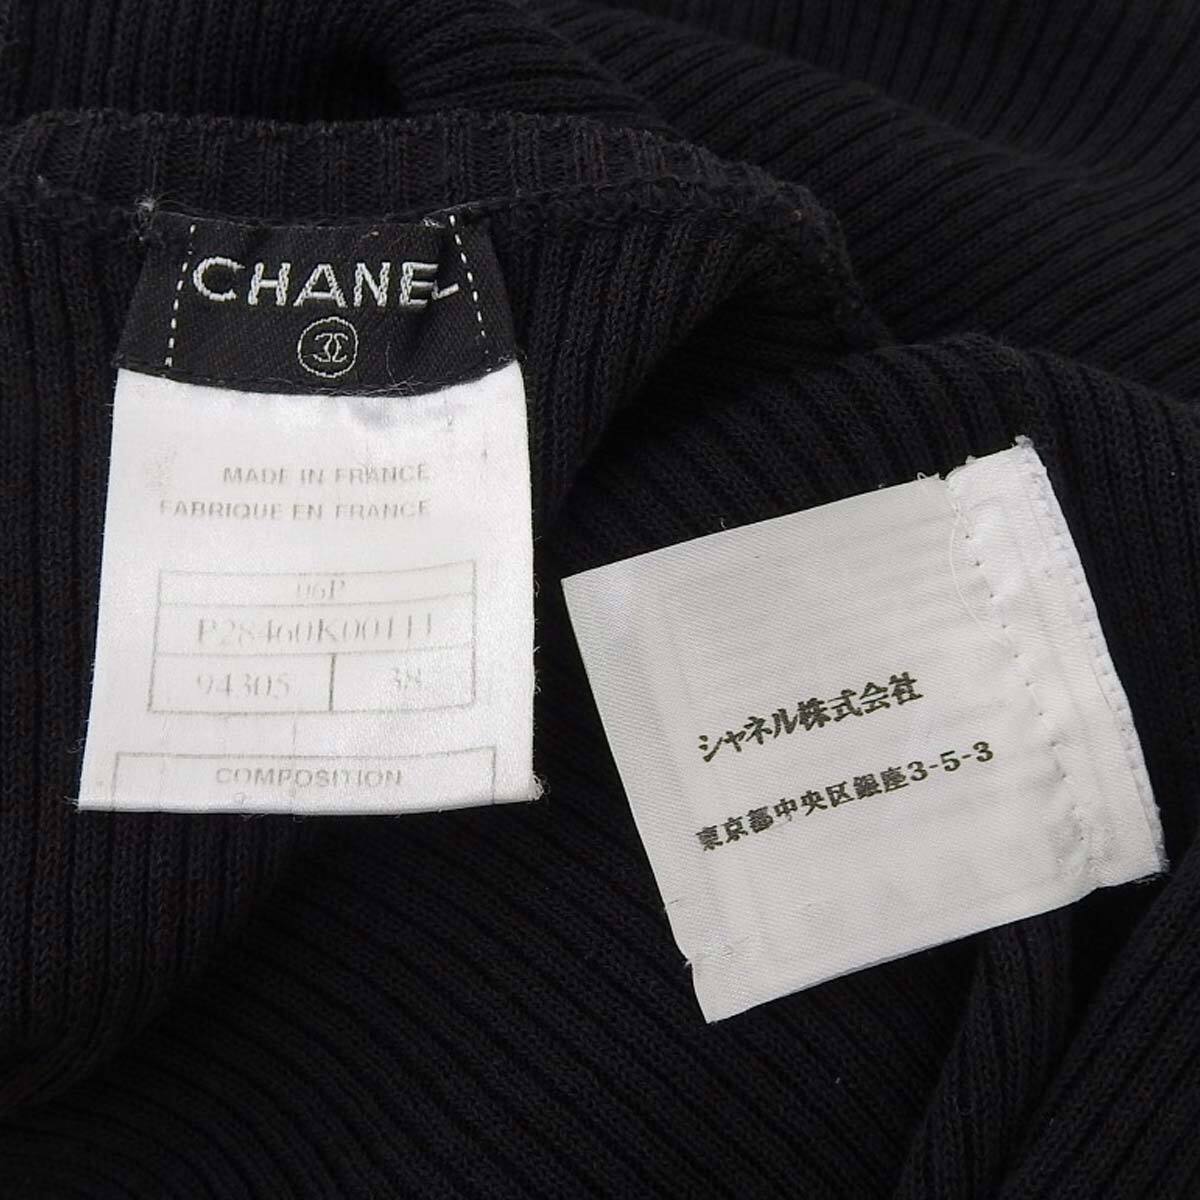 CHANEL
MADE IN FRANCE
FABRIQUE EN FRANCE
06P
P28460K00111
94305 38
COMPOSITION
シャネル株式会社
東京都中央区銀座3-5-3